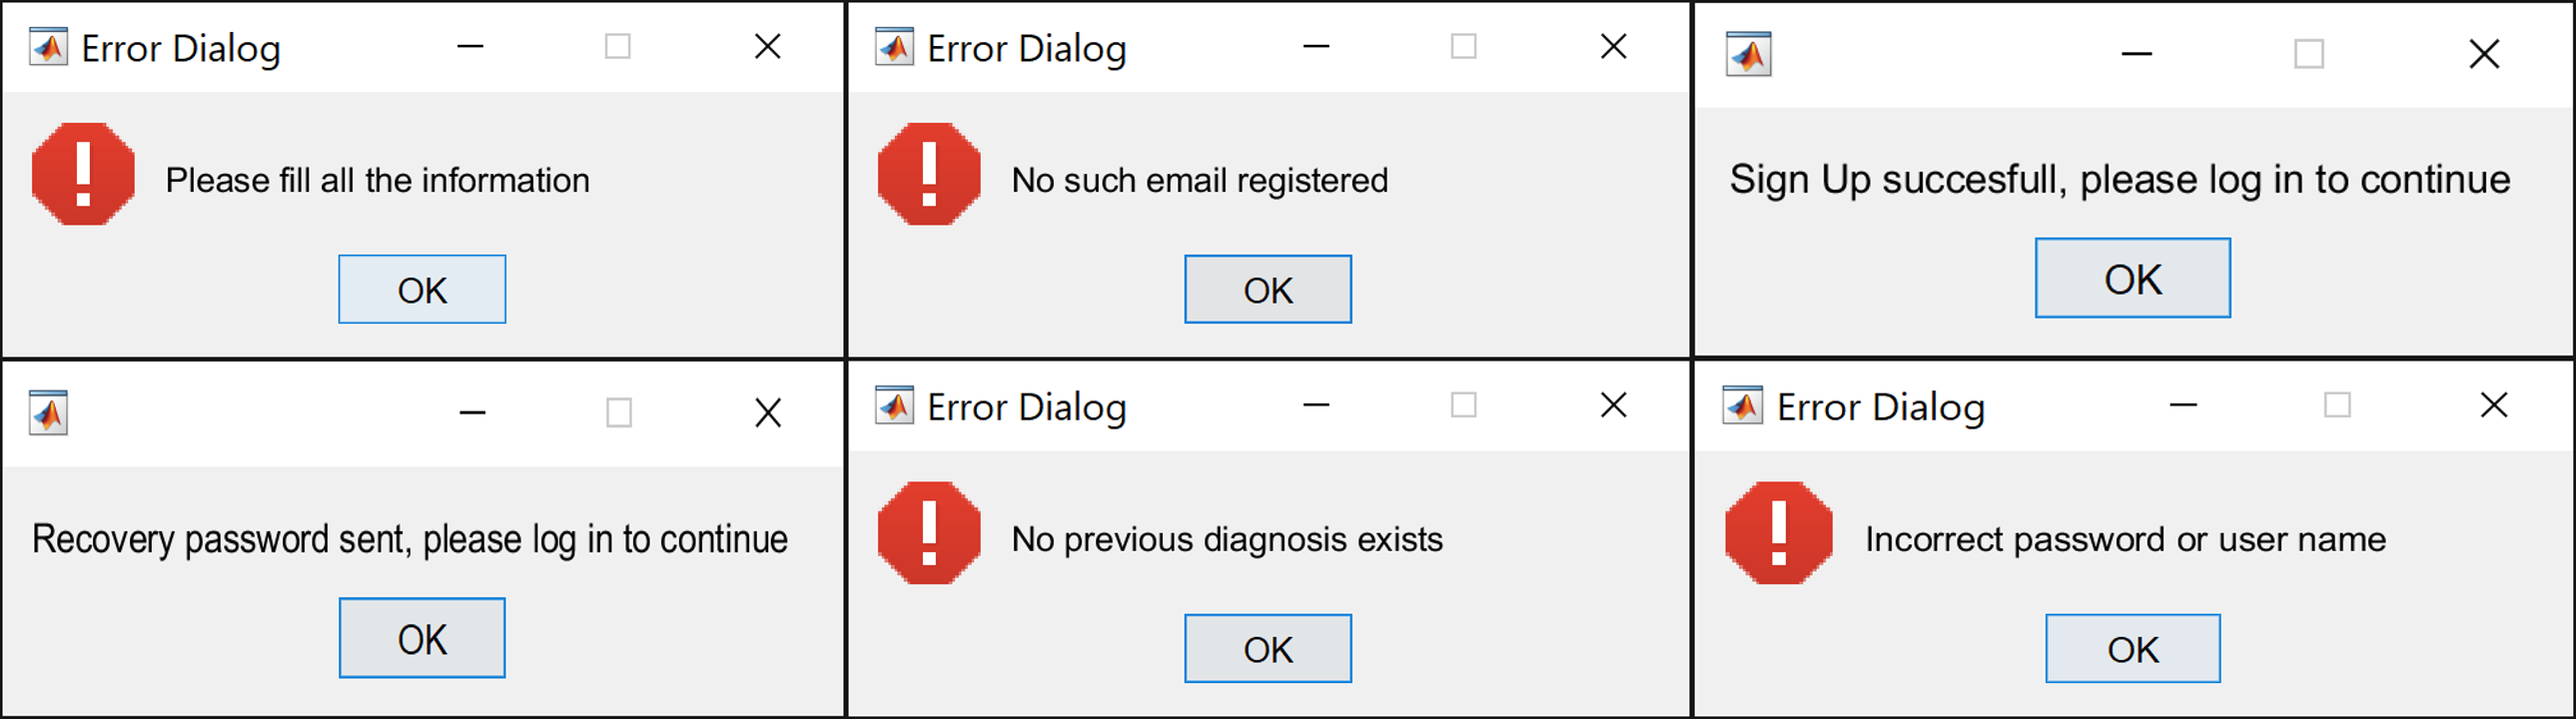 Error Dialog
Please fill all the information
OK
Error Dialog
No such email registered
OK
Sign Up succesfull, please log in to continue
OK
Recovery password sent, please log in to continue
OK
Error Dialog
No previous diagnosis exists
OK
Error Dialog
Incorrect password or user name
OK